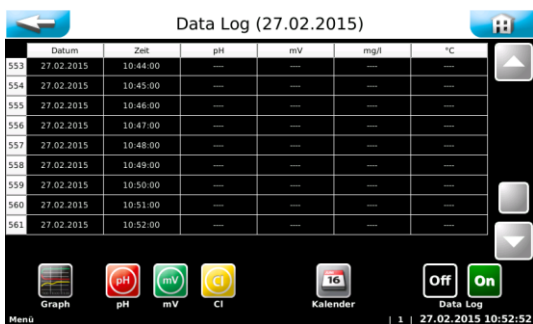 Data Log (27.02.2015)
Datum Zeit pH mV mg/l °C
553 27.02.2015 10:44:00 ---- ---- ---- ----
554 27.02.2015 10:45:00 ---- ---- ---- ----
555 27.02.2015 10:46:00 ---- ---- ---- ----
556 27.02.2015 10:47:00 ---- ---- ---- ----
557 27.02.2015 10:48:00 ---- ---- ---- ----
558 27.02.2015 10:49:00 ---- ---- ---- ----
559 27.02.2015 10:50:00 ---- ---- ---- ----
560 27.02.2015 10:51:00 ---- ---- ---- ----
561 27.02.2015 10:52:00 ---- ---- ---- ----
pH mV Cl 16 Off On
Graph pH mV Cl Kalender Data Log
Menü | 1 | 27.02.2015 10:52:52